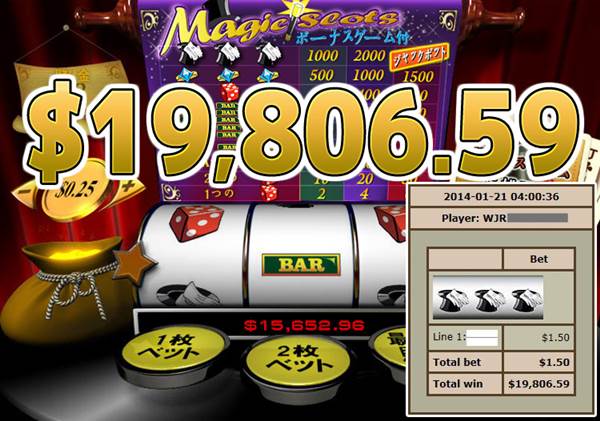 Magic Slots
ボーナスゲーム付
ジャックポット
1000 2000
500 1000 1500
$19,806.59
BAR
$0.25
1つの 2 4
2014-01-21 04:00:36
Player: WJR
Bet
Line 1: $1.50
Total bet $1.50
Total win $19,806.59
BAR
$15,652.96
1枚
ベット
2枚
ベット